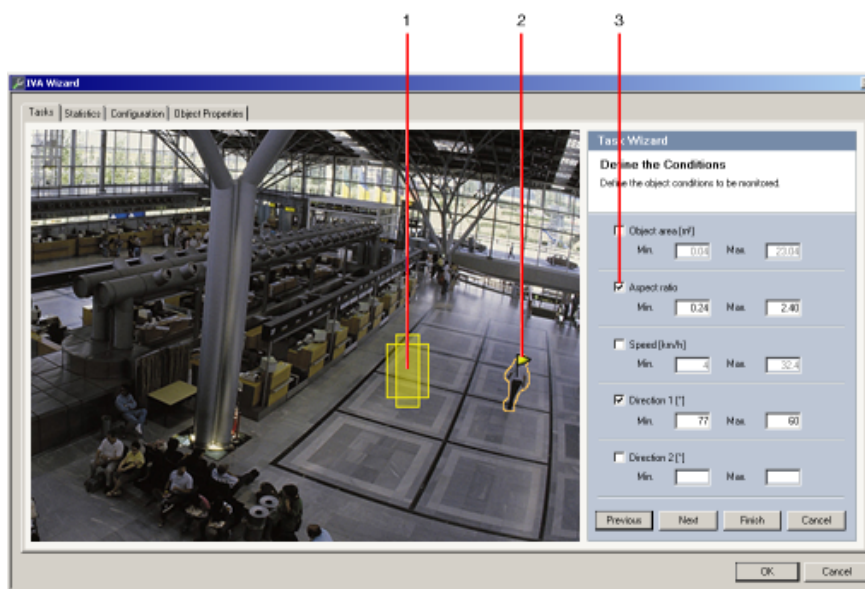 1 2 3
IVA Wizard
Tasks Statistics Configuration Object Properties
Task Wizard
Define the Conditions
Define the object conditions to be monitored.
Object area [m²]
Min. 0.04 Max. 23.04
Aspect ratio
Min. 0.24 Max. 2.40
Speed [km/h]
Min. 4 Max. 32.4
Direction 1 [°]
Min. 77 Max. 60
Direction 2 [°]
Min. Max.
Previous Next Finish Cancel
OK Cancel